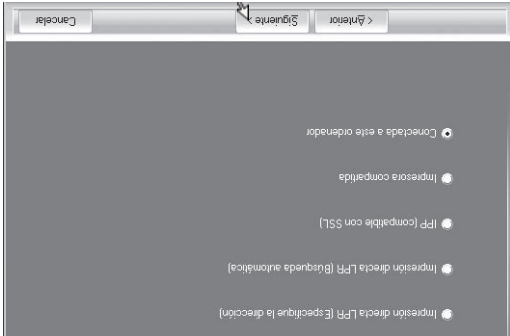 Impresión directa LPR (Especifique la dirección)
Impresión directa LPR (Búsqueda automática)
IPP (compatible con SSL)
Impresora compartida
Conectada a este ordenador
< Anterior
Siguiente >
Cancelar